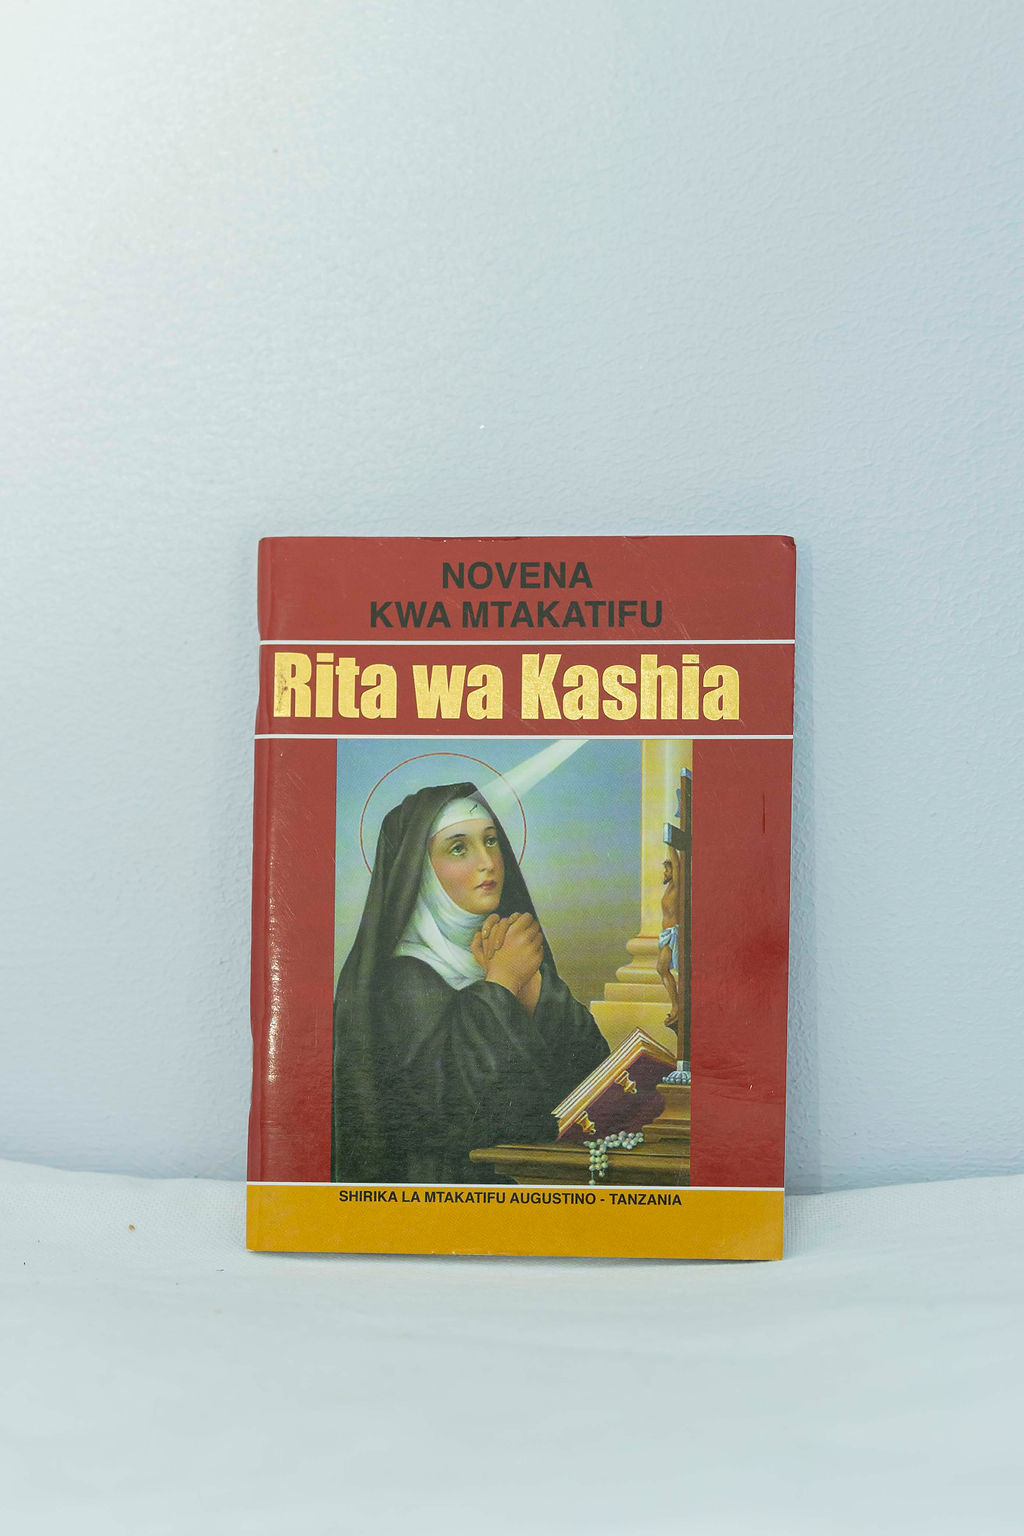 NOVENA
KWA MTAKATIFU
Rita wa Kashia
SHIRIKA LA MTAKATIFU AUGUSTINO - TANZANIA